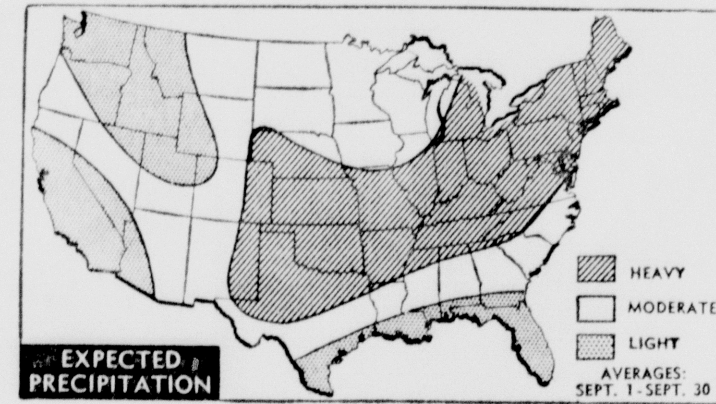 HEAVY
MODERATE
LIGHT
AVERAGES:
SEPT. 1-SEPT. 30
EXPECTED
PRECIPITATION